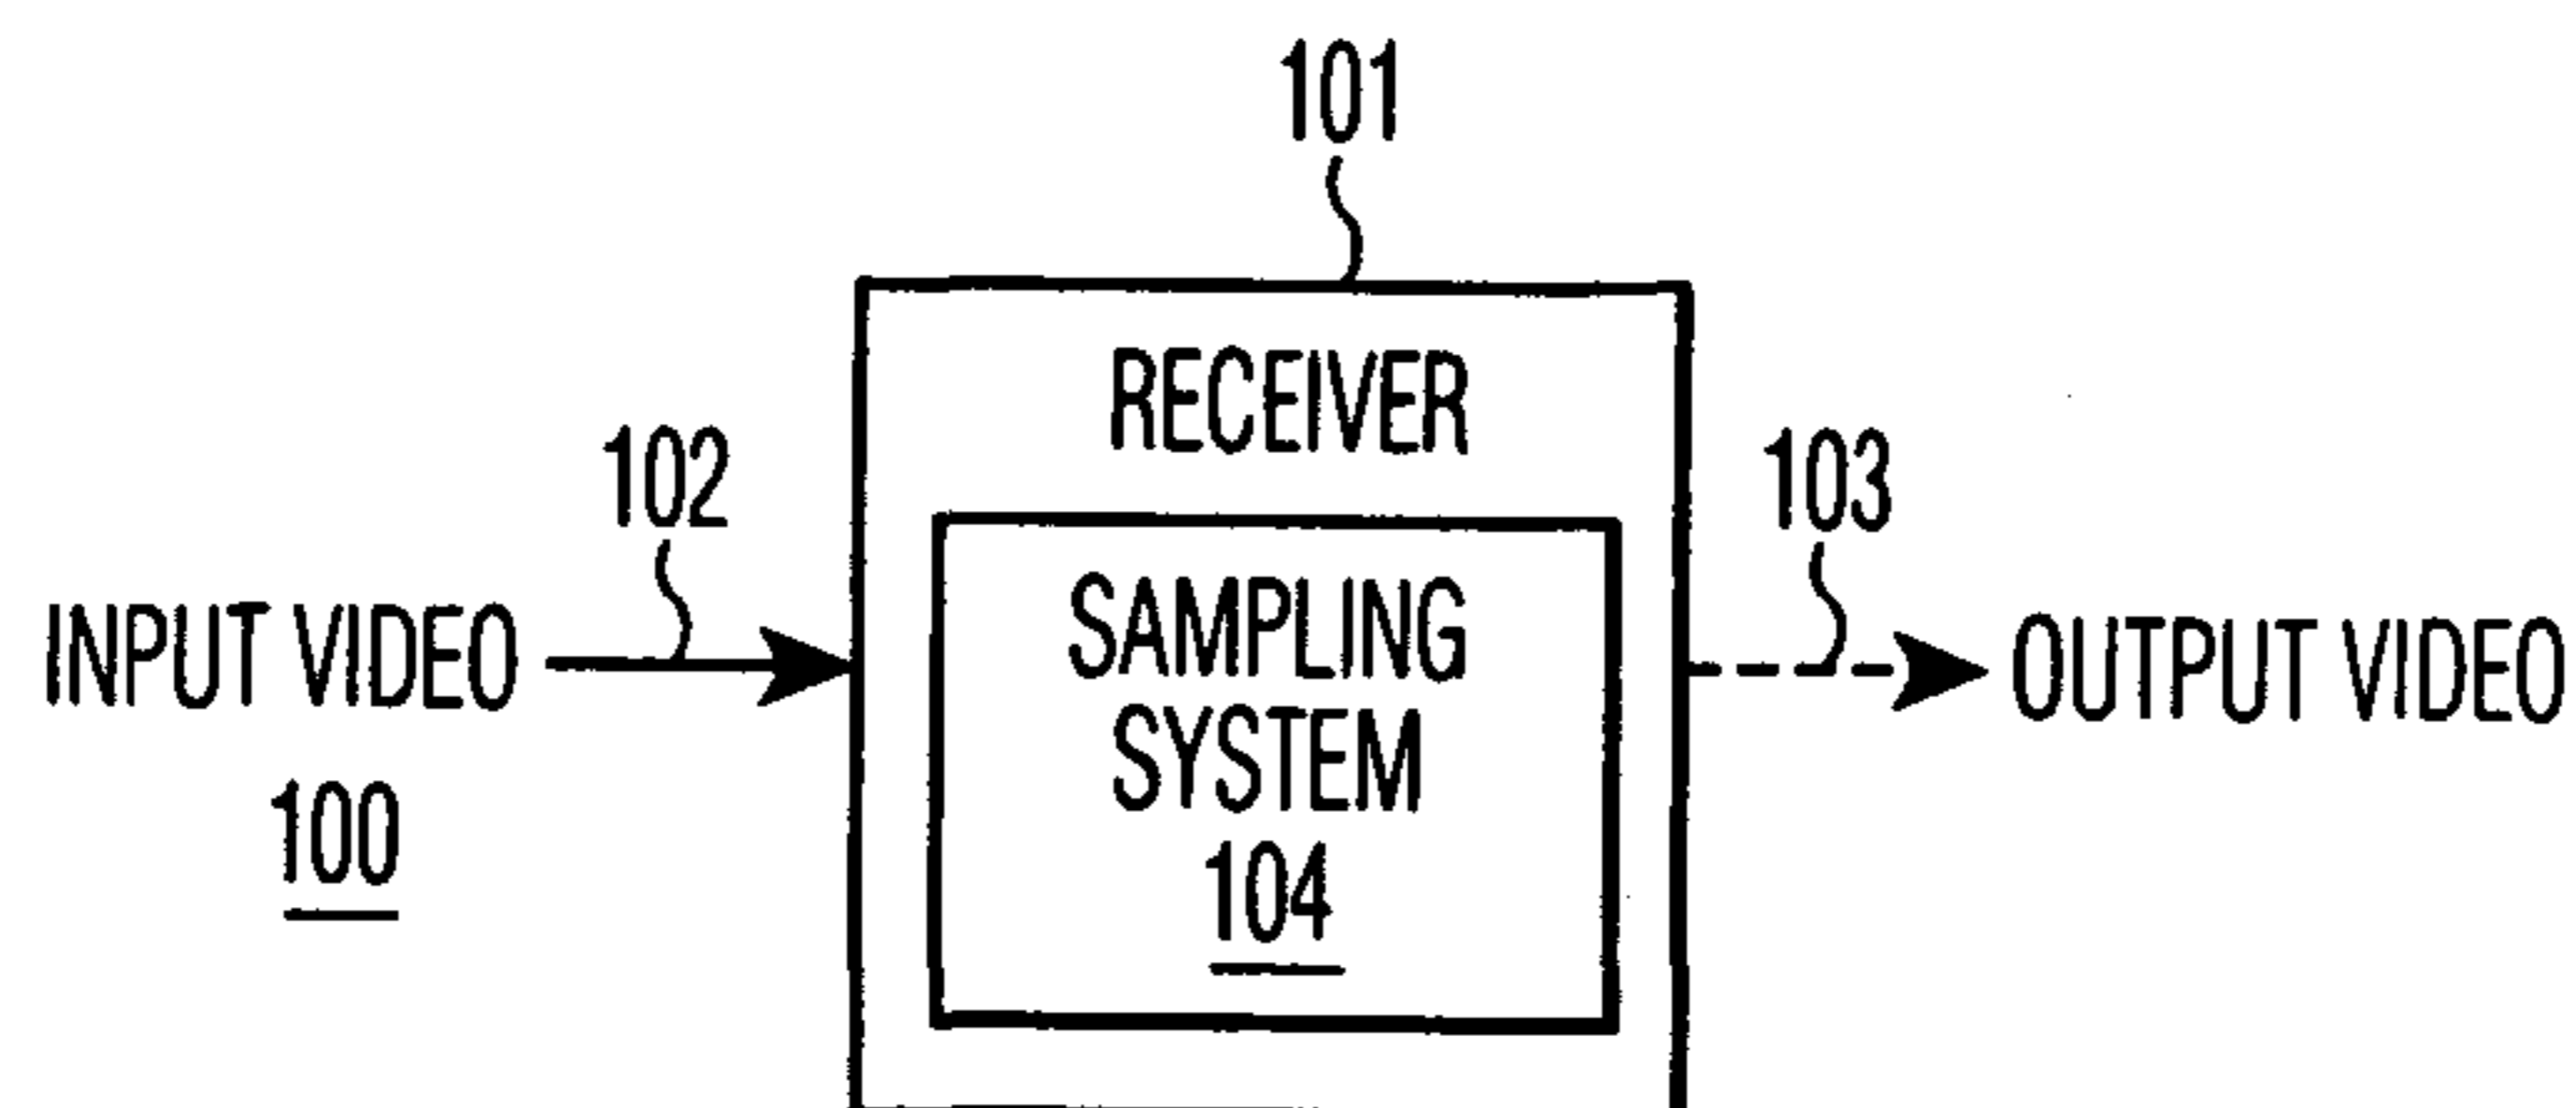 101
RECEIVER
102
103
SAMPLING
SYSTEM
104
INPUT VIDEO
100
OUTPUT VIDEO